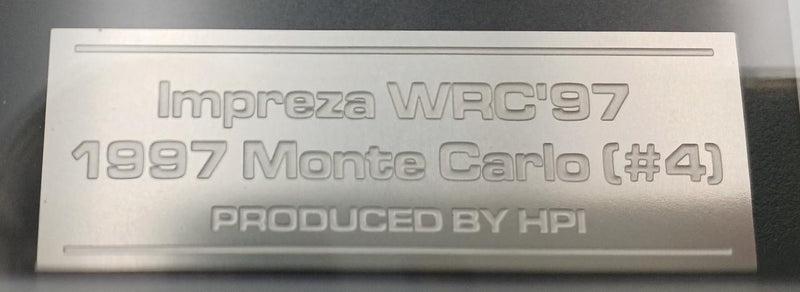 Impreza WRC'97
1997 Monte Carlo (#4)
PRODUCED BY HPI